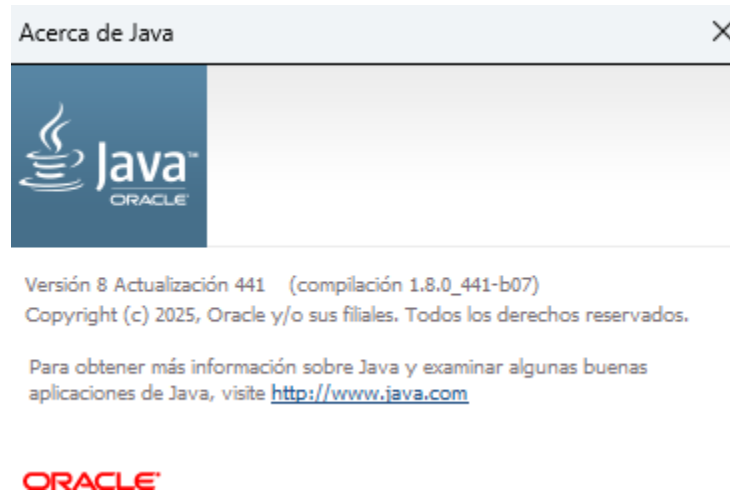 Acerca de Java
Java™
ORACLE
Versión 8 Actualización 441 (compilación 1.8.0_441-b07)
Copyright (c) 2025, Oracle y/o sus filiales. Todos los derechos reservados.
Para obtener más información sobre Java y examinar algunas buenas
aplicaciones de Java, visite http://www.java.com
ORACLE